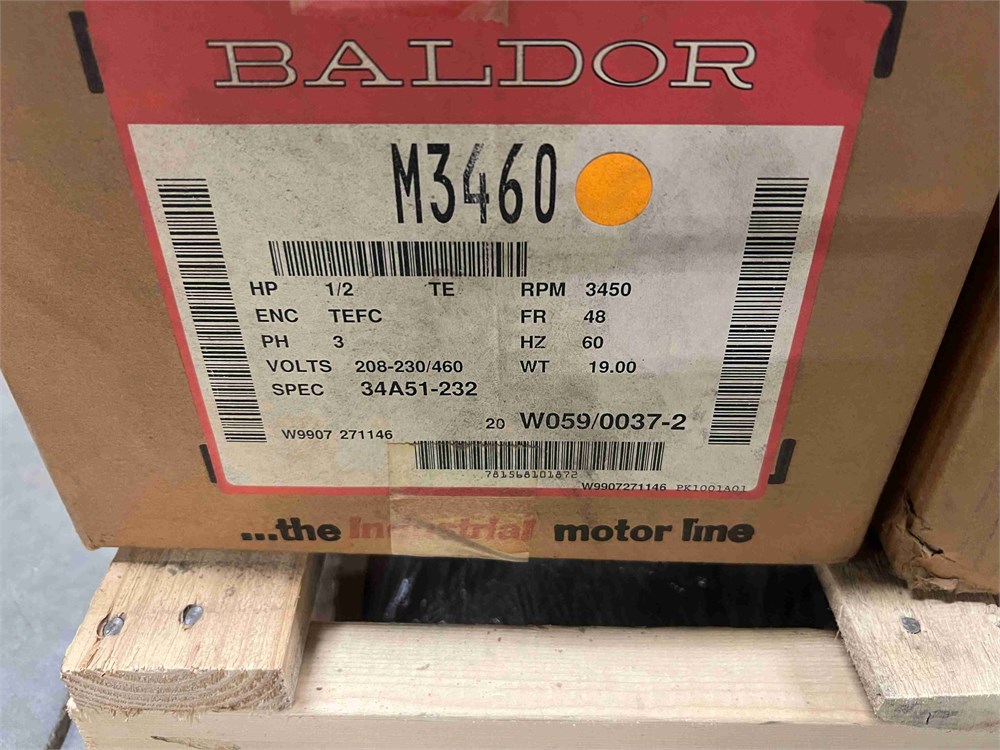 BALDOR
M3460
HP 1/2 TE RPM 3450
ENC TEFC FR 48
PH 3 HZ 60
VOLTS 208-230/460 WT 19.00
SPEC 34A51-232
20 W059/0037-2
W9907 271146
781568101872
W9907271146 PK1001A01
...the Industrial motor line